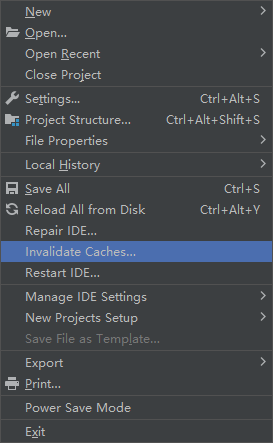 New
Open...
Open Recent
Close Project
Settings... Ctrl+Alt+S
Project Structure... Ctrl+Alt+Shift+S
File Properties
Local History
Save All Ctrl+S
Reload All from Disk Ctrl+Alt+Y
Repair IDE...
Invalidate Caches...
Restart IDE...
Manage IDE Settings
New Projects Setup
Save File as Template...
Export
Print...
Power Save Mode
Exit